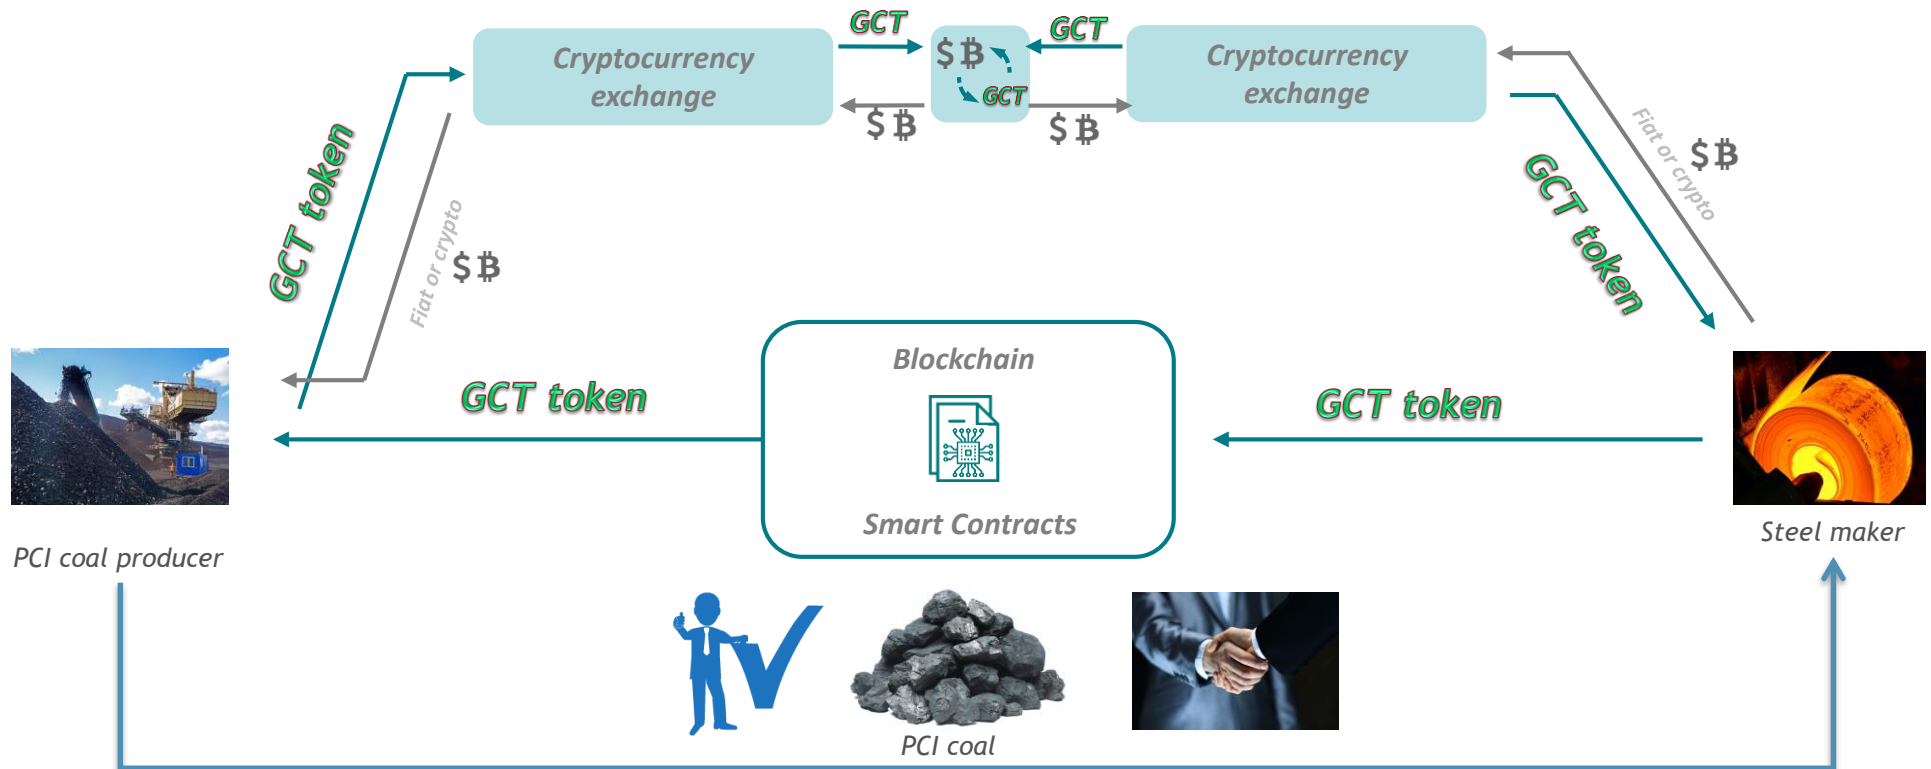 GCT
GCT
Cryptocurrency
exchange
$ ₿
GCT
Cryptocurrency
exchange
$ ₿
$ ₿
GCT token
Fiat or crypto
$ ₿
Fiat or crypto
$ ₿
GCT token
Blockchain
GCT token
GCT token
Smart Contracts
PCI coal producer
Steel maker
PCI coal